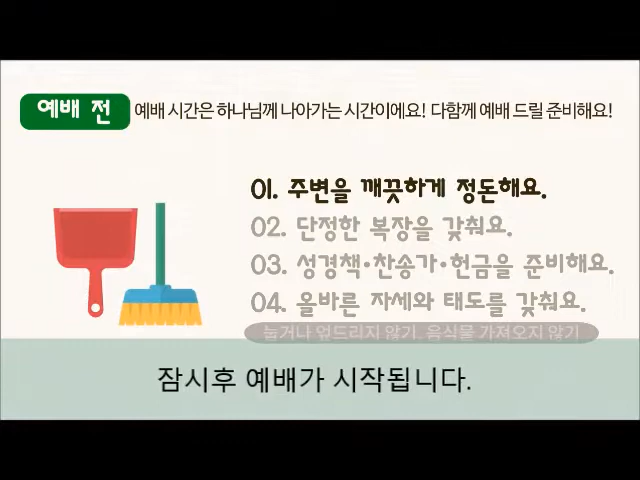 예배 전 예배 시간은 하나님께 나아가는 시간이에요! 다함께 예배 드릴 준비해요!
01. 주변을 깨끗하게 정돈해요.
02. 단정한 복장을 갖춰요.
03. 성경책·찬송가·헌금을 준비해요.
04. 올바른 자세와 태도를 갖춰요.
눕거나 엎드리지 않기, 음식물 가져오지 않기
잠시후 예배가 시작됩니다.